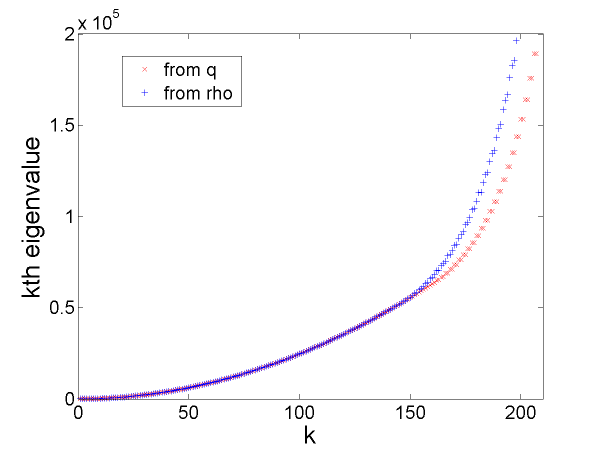 2 x 10^5
from q
from rho
1.5
1
0.5
0
kth eigenvalue
0 50 100 150 200
k